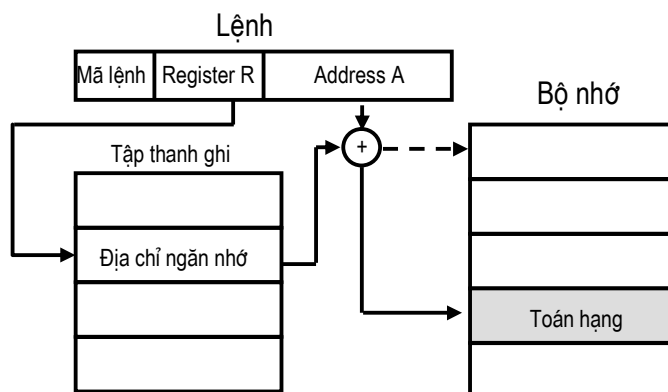 Lệnh
Mã lệnh Register R Address A
Bộ nhớ
+
Tập thanh ghi
Địa chỉ ngăn nhớ
Toán hạng